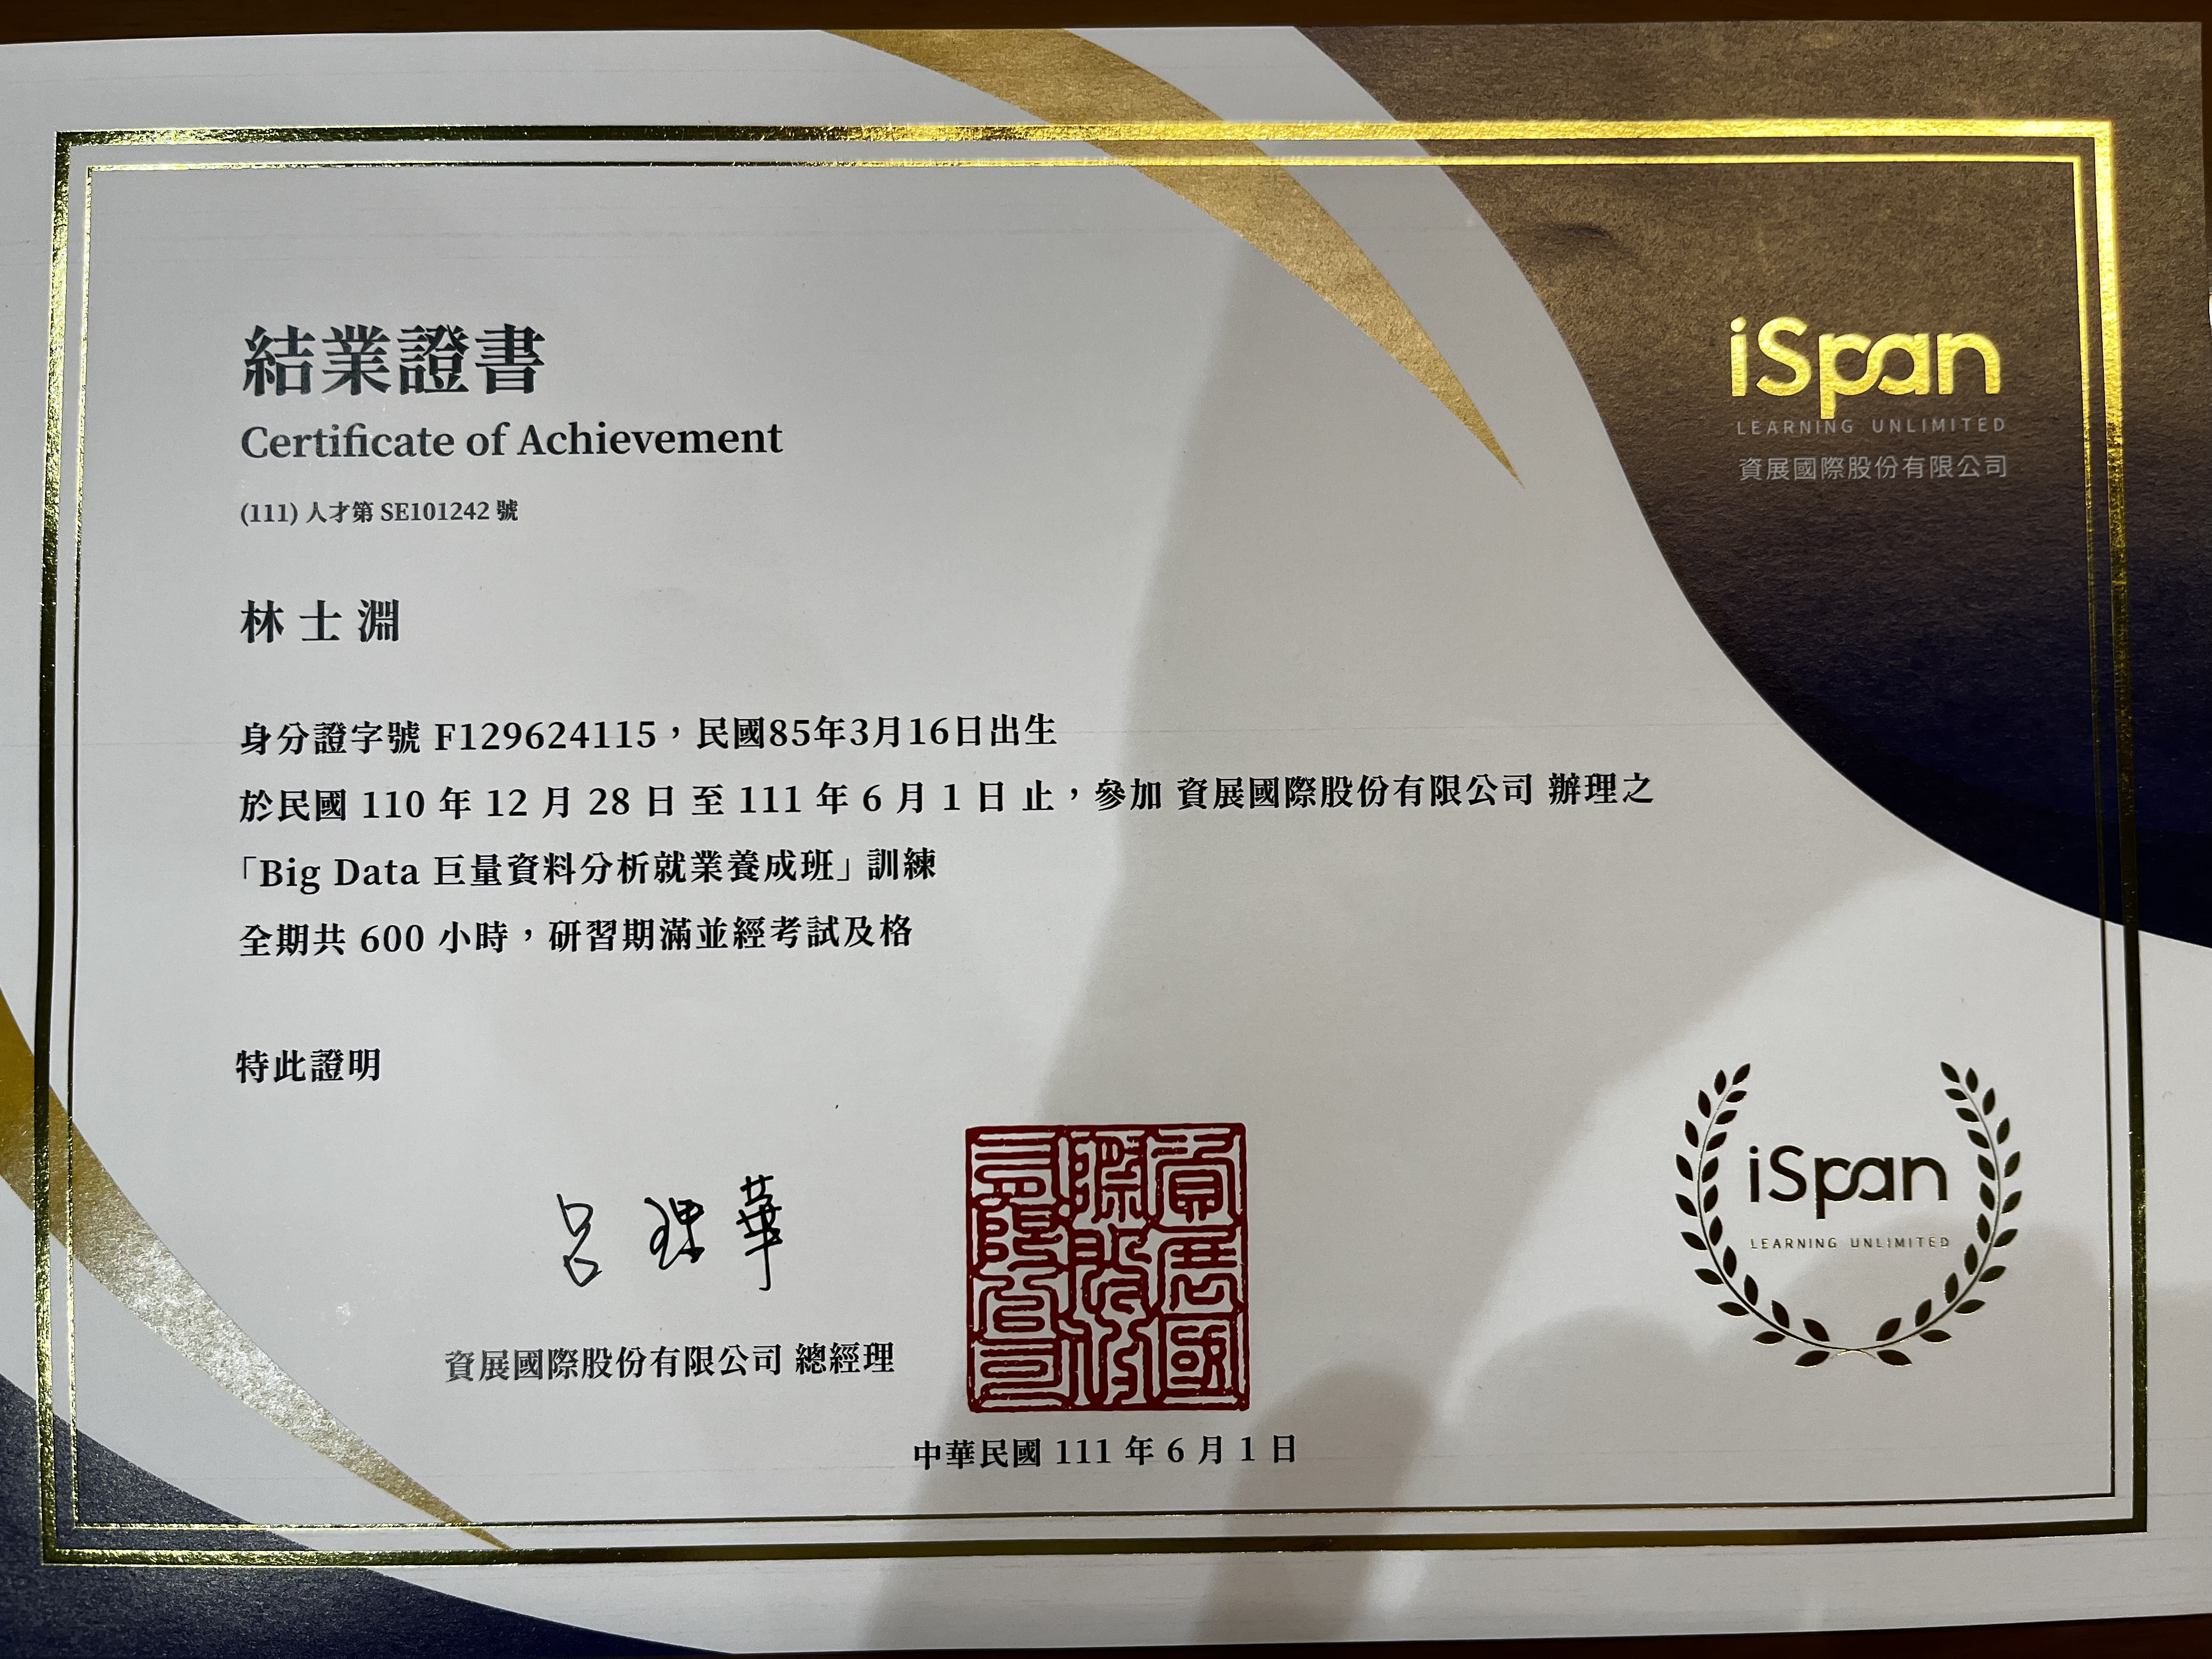 結業證書
Certificate of Achievement
(111) 人才第 SE101242 號
iSpan
LEARNING UNLIMITED
資展國際股份有限公司
林士淵
身分證字號 F129624115，民國85年3月16日出生
於民國 110 年 12 月 28 日 至 111 年 6 月 1 日 止，參加 資展國際股份有限公司 辦理之
「Big Data 巨量資料分析就業養成班」訓練
全期共 600 小時，研習期滿並經考試及格
特此證明
資展國際股份有限公司
iSpan
LEARNING UNLIMITED
資展國際股份有限公司 總經理
中華民國 111 年 6 月 1 日